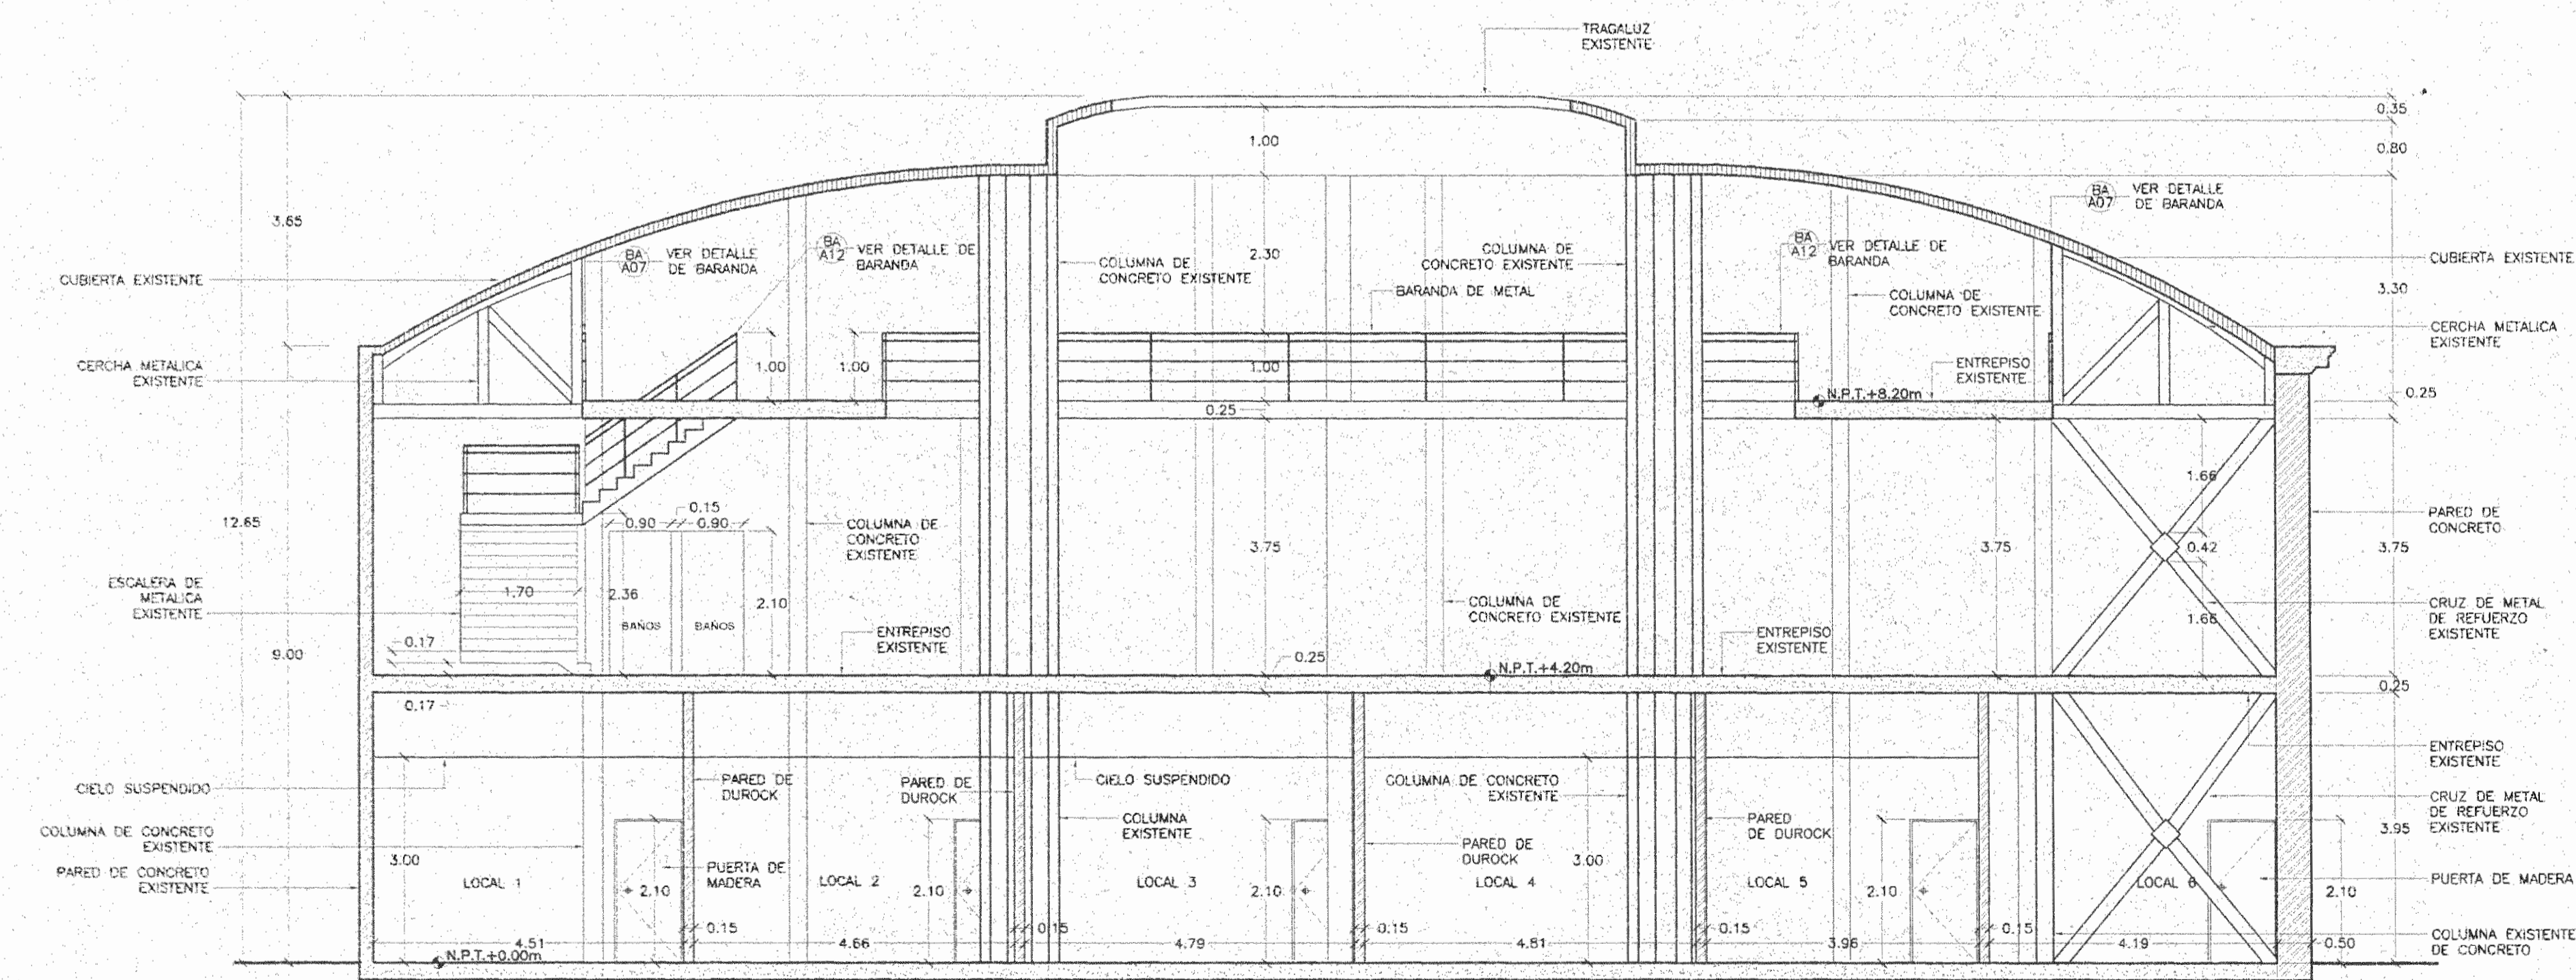 TRAGALUZ
EXISTENTE
0.35
1.00
0.80
BA
A07
VER DETALLE
DE BARANDA
3.65
BA
A07
VER DETALLE
DE BARANDA
BA
A12
VER DETALLE DE
BARANDA
COLUMNA DE
CONCRETO EXISTENTE
2.30
COLUMNA DE
CONCRETO EXISTENTE
BA
A12
VER DETALLE DE
BARANDA
CUBIERTA EXISTENTE
CUBIERTA EXISTENTE
BARANDA DE METAL
COLUMNA DE
CONCRETO EXISTENTE
3.30
CERCHA METALICA
EXISTENTE
CERCHA METALICA
EXISTENTE
1.00
1.00
1.00
ENTREPISO
EXISTENTE
N.P.T.+8.20m
0.25
0.25
1.66
0.15
0.90
0.90
12.65
COLUMNA DE
CONCRETO
EXISTENTE
PARED DE
CONCRETO
3.75
3.75
0.42
3.75
ESCALERA DE
METALICA
EXISTENTE
1.70
2.36
2.10
BAÑOS
BAÑOS
COLUMNA DE
CONCRETO EXISTENTE
1.66
CRUZ DE METAL
DE REFUERZO
EXISTENTE
0.17
9.00
ENTREPISO
EXISTENTE
0.25
N.P.T.+4.20m
ENTREPISO
EXISTENTE
0.25
0.17
ENTREPISO
EXISTENTE
CIELO SUSPENDIDO
PARED DE
DUROCK
PARED DE
DUROCK
CIELO SUSPENDIDO
COLUMNA DE CONCRETO
EXISTENTE
CRUZ DE METAL
DE REFUERZO
EXISTENTE
COLUMNA DE CONCRETO
EXISTENTE
COLUMNA
EXISTENTE
PARED
DE DUROCK
3.95
3.00
PARED DE
DUROCK
3.00
PARED DE CONCRETO
EXISTENTE
PUERTA DE
MADERA
LOCAL 1
LOCAL 2
LOCAL 3
LOCAL 4
LOCAL 5
LOCAL 6
PUERTA DE MADERA
2.10
2.10
2.10
2.10
2.10
0.15
0.15
0.15
0.15
0.15
4.51
4.66
4.79
4.81
3.96
4.19
0.50
COLUMNA EXISTENTE
DE CONCRETO
N.P.T.+0.00m